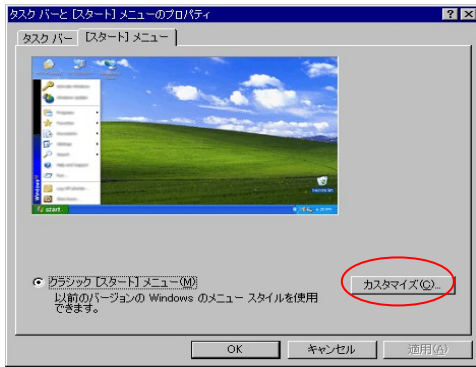 タスク バーと [スタート] メニューのプロパティ
タスク バー
[スタート] メニュー
start
クラシック [スタート] メニュー(M)
以前のバージョンの Windows のメニュー スタイルを使用
できます。
カスタマイズ(C)...
OK
キャンセル
適用(A)